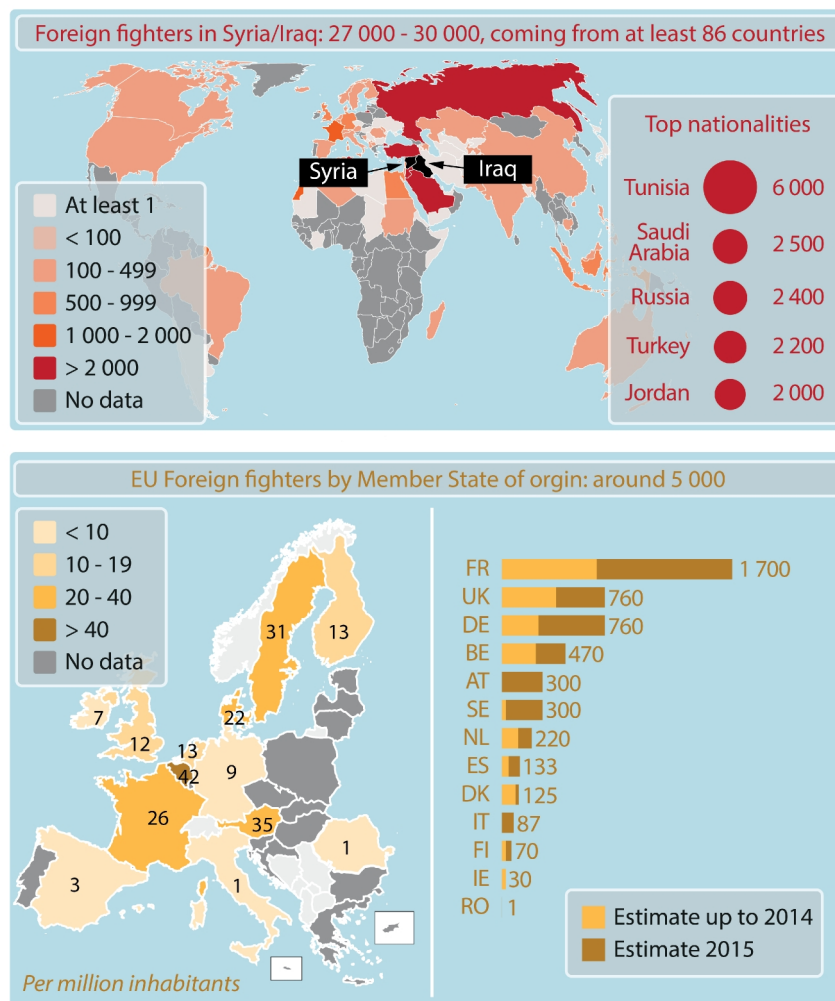 Foreign fighters in Syria/Iraq: 27 000 - 30 000, coming from at least 86 countries
Syria
Iraq
At least 1
< 100
100 - 499
500 - 999
1 000 - 2 000
> 2 000
No data
Top nationalities
Tunisia 6 000
Saudi
Arabia 2 500
Russia 2 400
Turkey 2 200
Jordan 2 000
EU Foreign fighters by Member State of orgin: around 5 000
< 10
10 - 19
20 - 40
> 40
No data
31
13
7
22
12
13
42
9
26
35
3
1
1
Per million inhabitants
FR 1 700
UK 760
DE 760
BE 470
AT 300
SE 300
NL 220
ES 133
DK 125
IT 87
FI 70
IE 30
RO 1
Estimate up to 2014
Estimate 2015